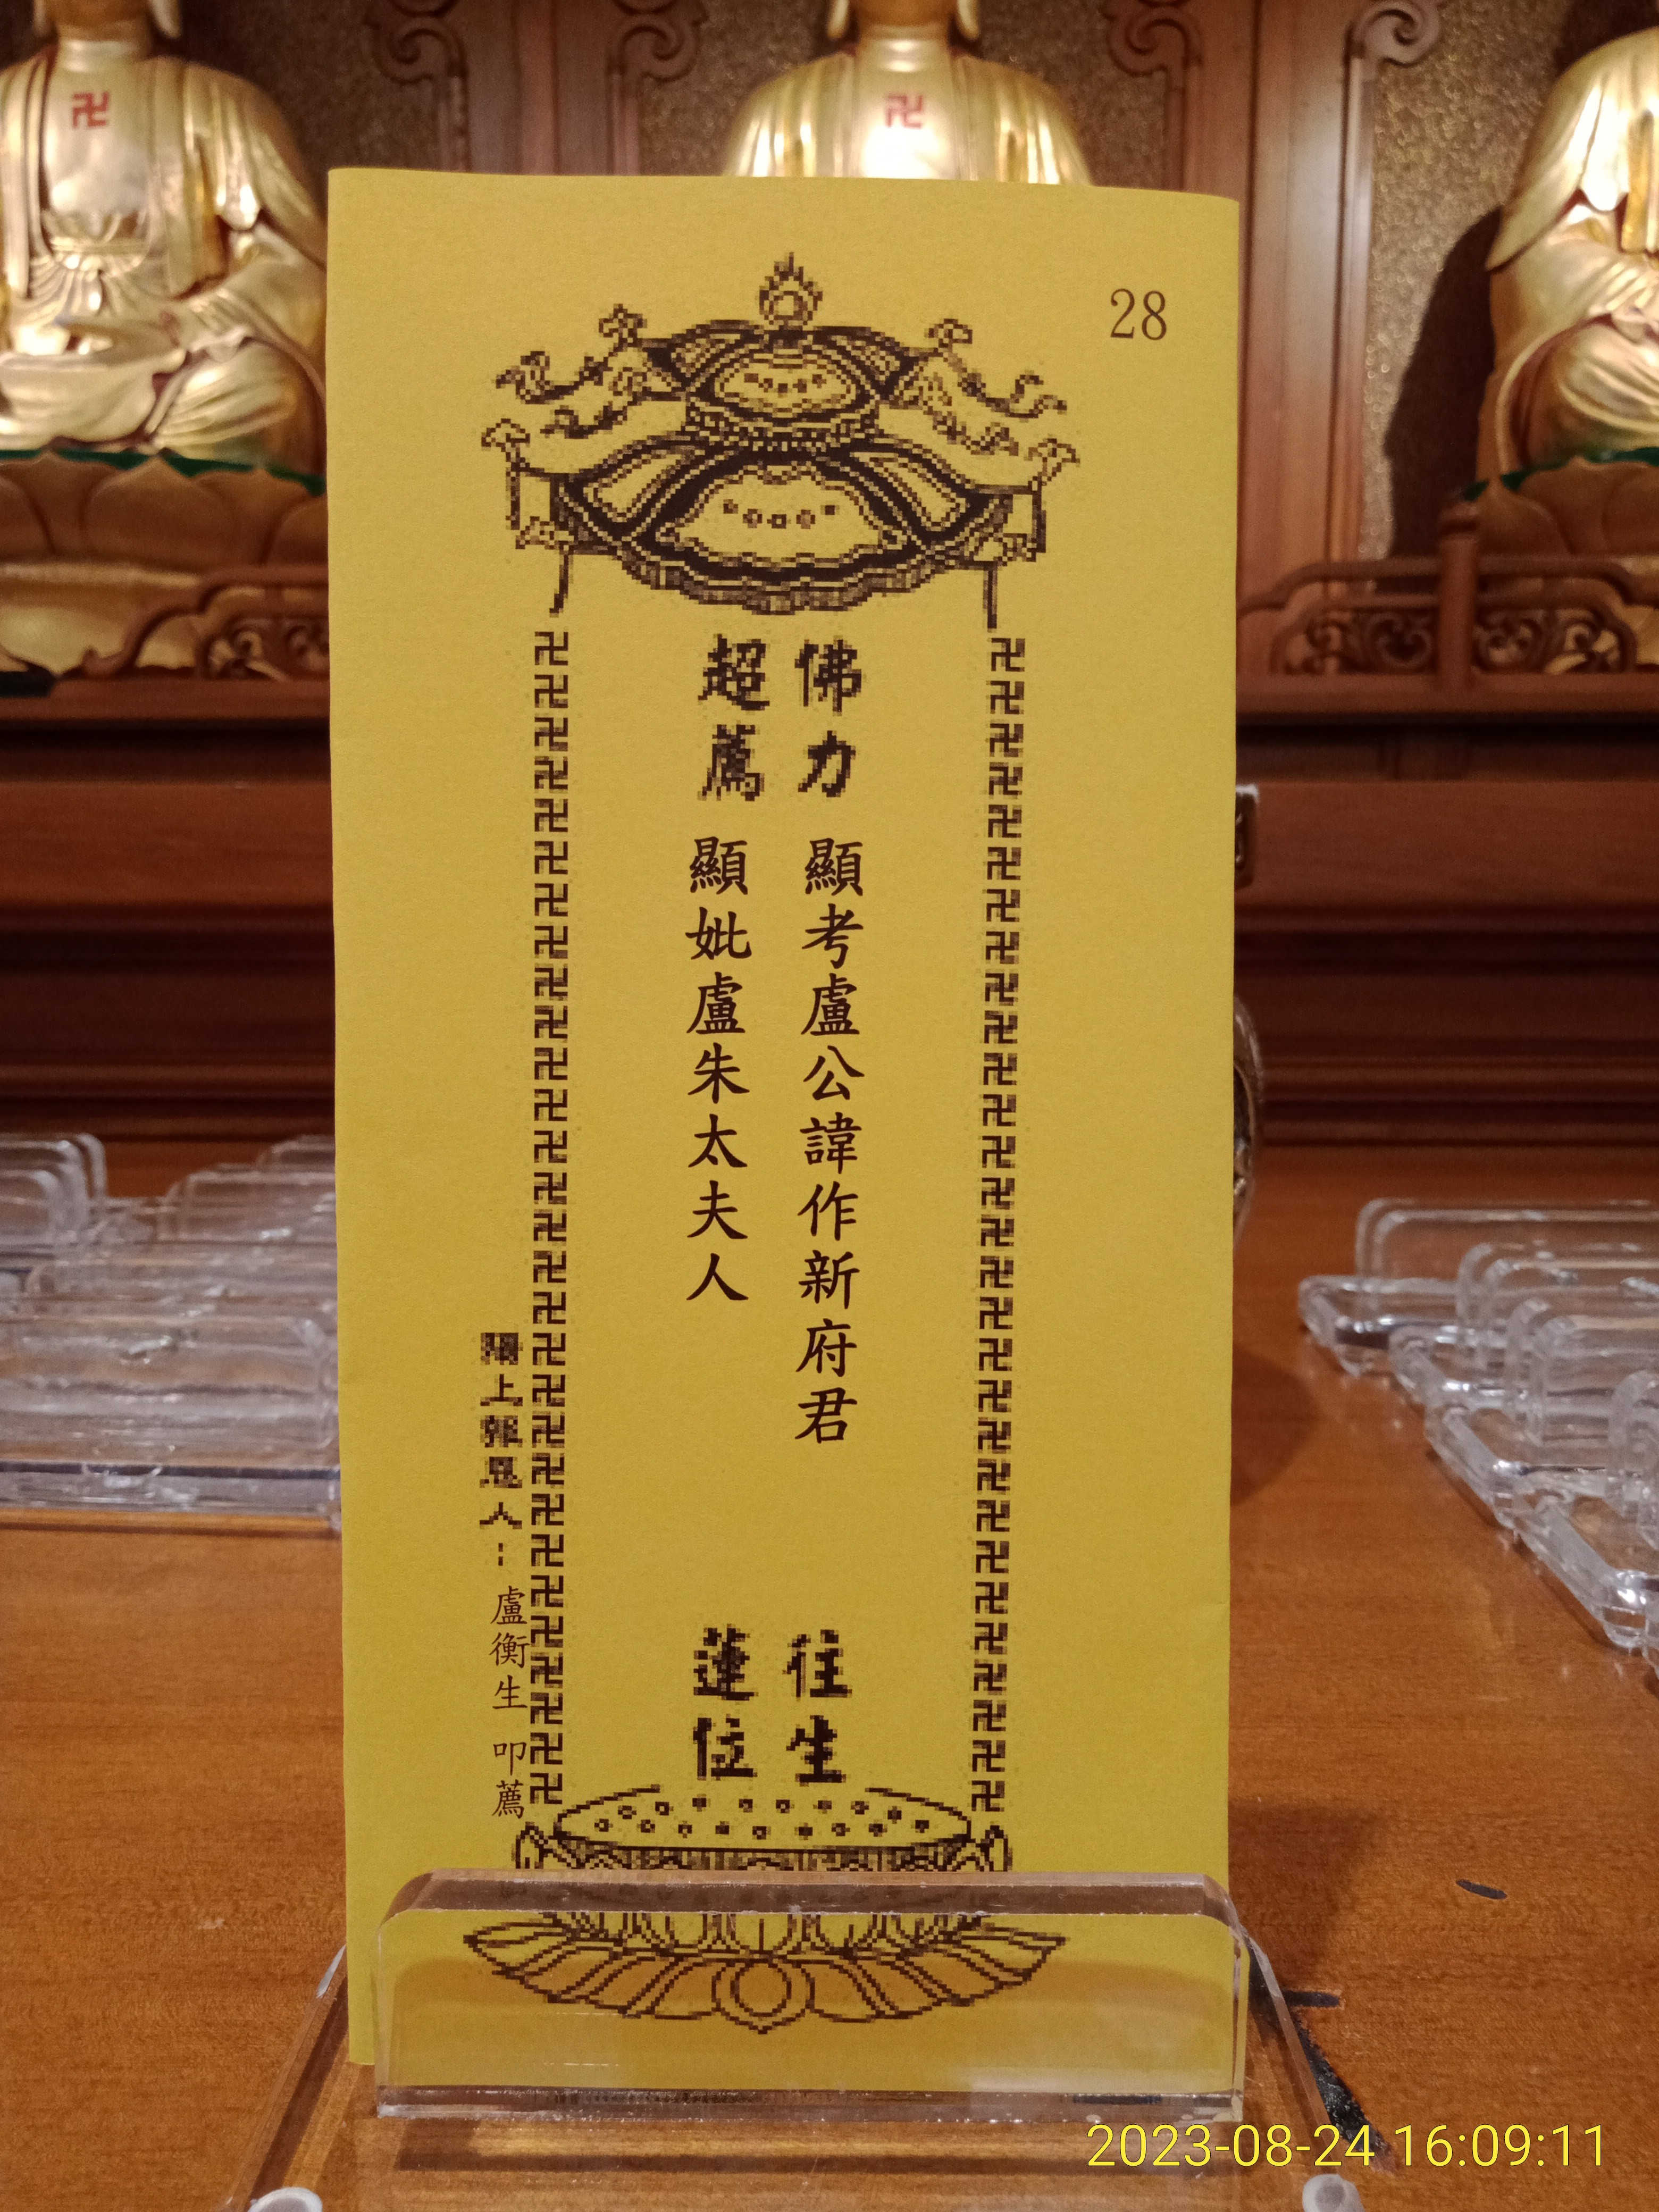 28
佛力
超薦
顯考盧公諱作新府君
顯妣盧朱太夫人
往生
蓮位
陽上報恩人：盧衡生 叩薦
2023-08-24 16:09:11